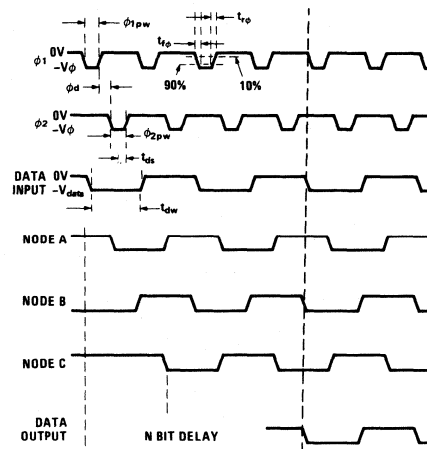 ϕ1pw
trϕ
tfϕ
ϕ1 0V
-Vϕ
90% 10%
ϕd
ϕ2 0V
-Vϕ
ϕ2pw
tds
DATA INPUT 0V
-Vdata
tdw
NODE A
NODE B
NODE C
DATA OUTPUT
N BIT DELAY